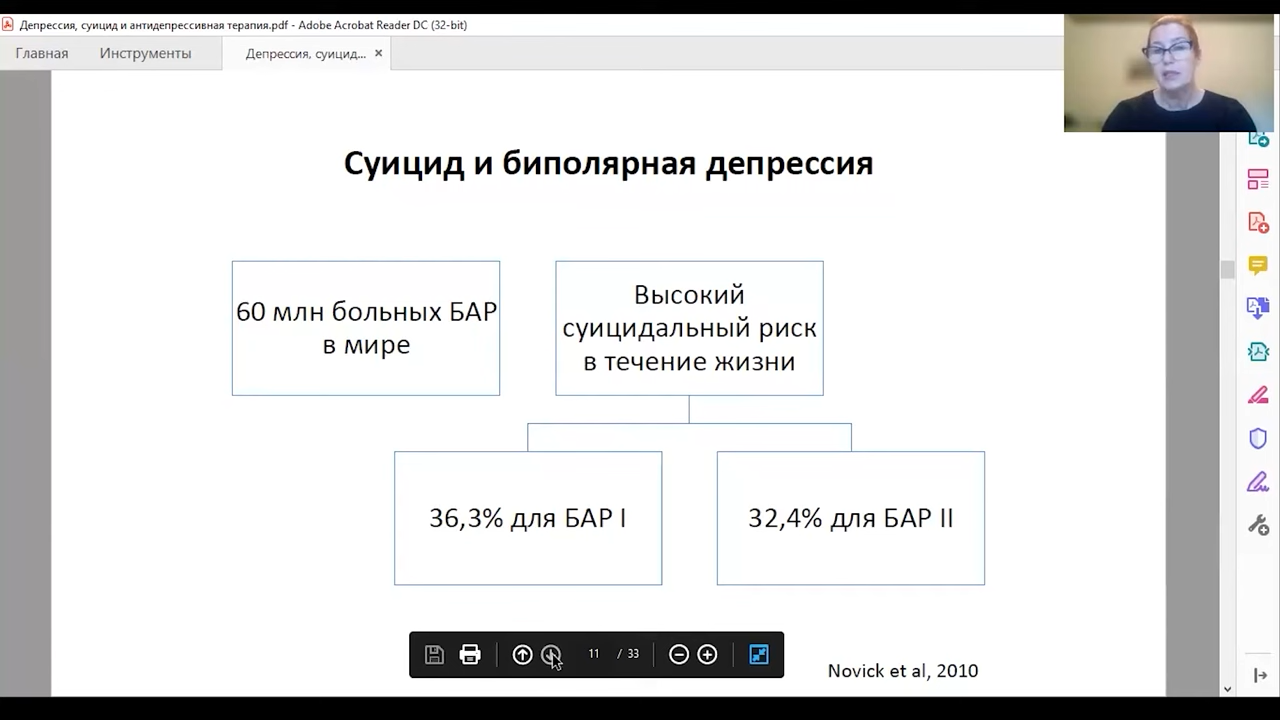 Депрессия, суицид и антидепрессивная терапия.pdf - Adobe Acrobat Reader DC (32-bit)
Главная Инструменты Депрессия, суицид... ×
Суицид и биполярная депрессия
60 млн больных БАР
в мире
Высокий
суицидальный риск
в течение жизни
36,3% для БАР I
32,4% для БАР II
11 / 33
Novick et al, 2010